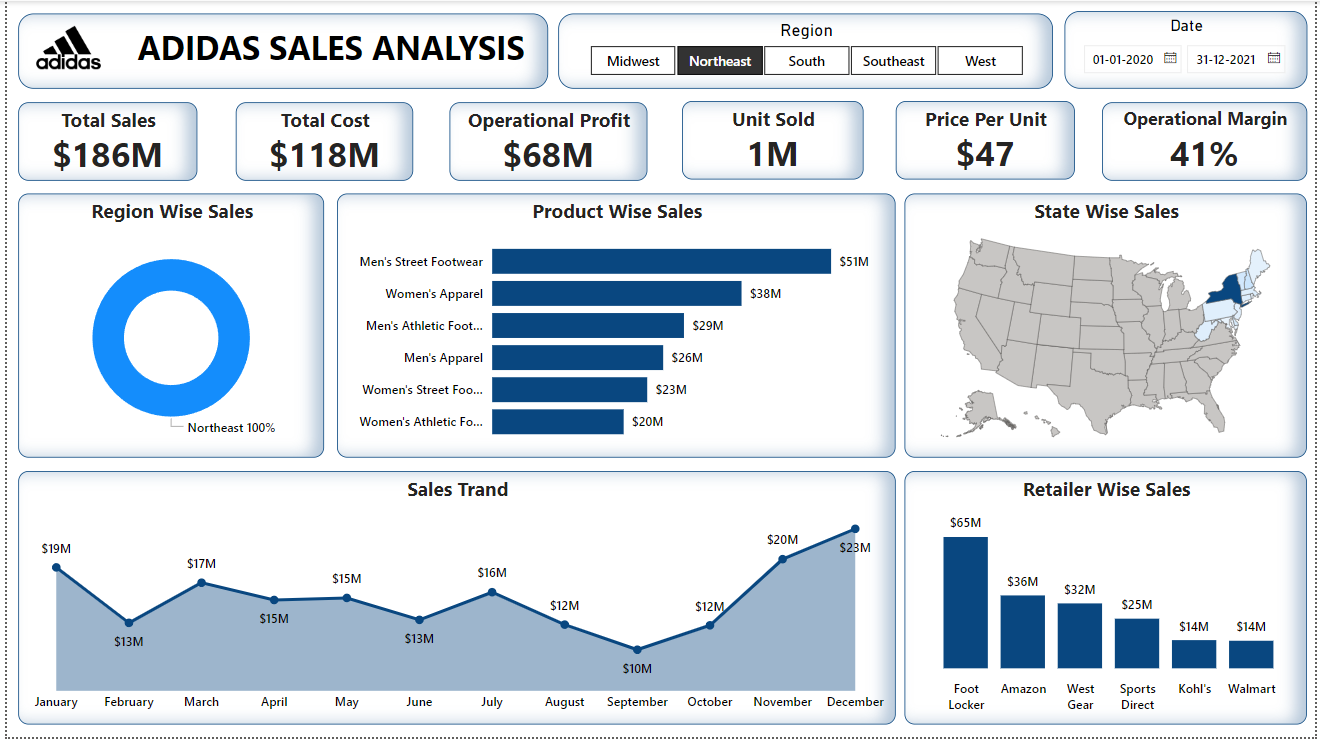 adidas
ADIDAS SALES ANALYSIS
Region
Midwest Northeast South Southeast West
Date
01-01-2020 31-12-2021
Total Sales
$186M
Total Cost
$118M
Operational Profit
$68M
Unit Sold
1M
Price Per Unit
$47
Operational Margin
41%
Region Wise Sales
Northeast 100%
Product Wise Sales
Men's Street Footwear $51M
Women's Apparel $38M
Men's Athletic Foot... $29M
Men's Apparel $26M
Women's Street Foo... $23M
Women's Athletic Fo... $20M
State Wise Sales
Sales Trand
$19M $13M $17M $15M $15M $13M $16M $12M $10M $12M $20M $23M
January February March April May June July August September October November December
Retailer Wise Sales
$65M $36M $32M $25M $14M $14M
Foot Locker Amazon West Gear Sports Direct Kohl's Walmart